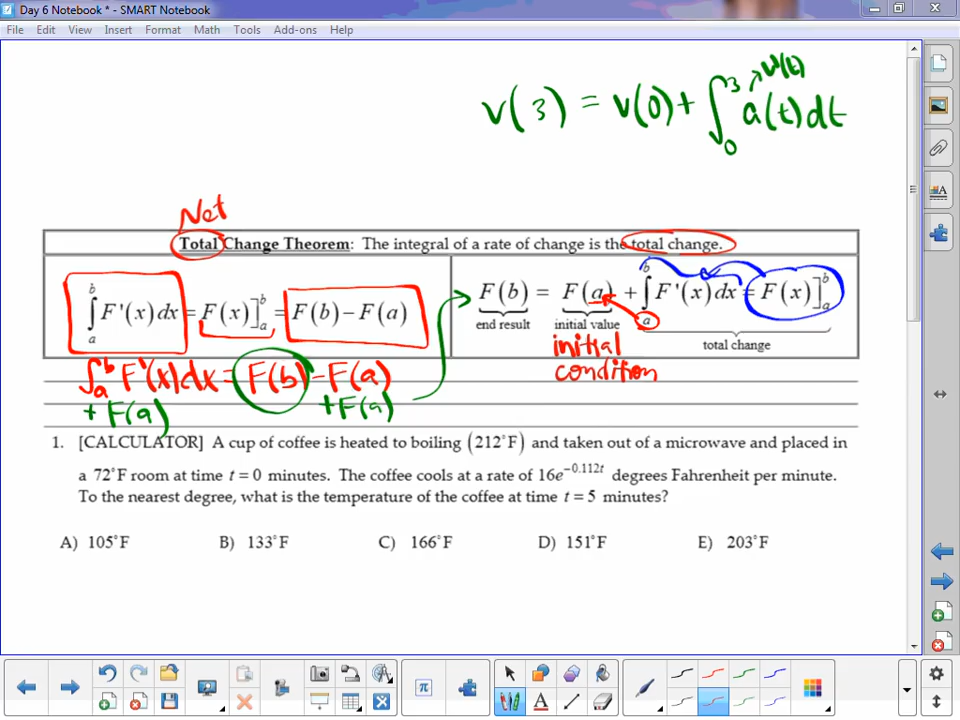 Day 6 Notebook * - SMART Notebook
File Edit View Insert Format Math Tools Add-ons Help
v(3) = v(0) + ∫₀³ a(t)dt
v(t)
Net
Total Change Theorem: The integral of a rate of change is the total change.
∫ₐᵇ F'(x)dx = F(x)]ₐᵇ = F(b) − F(a)
F(b) = F(a) + ∫ₐᵇ F'(x)dx = F(x)]ₐᵇ
end result initial value total change
initial
condition
∫ₐᵇ F'(x)dx = F(b) − F(a)
+ F(a) + F(a)
1. [CALCULATOR] A cup of coffee is heated to boiling (212°F) and taken out of a microwave and placed in
a 72°F room at time t = 0 minutes. The coffee cools at a rate of 16e^{−0.112t} degrees Fahrenheit per minute.
To the nearest degree, what is the temperature of the coffee at time t = 5 minutes?
A) 105°F B) 133°F C) 166°F D) 151°F E) 203°F